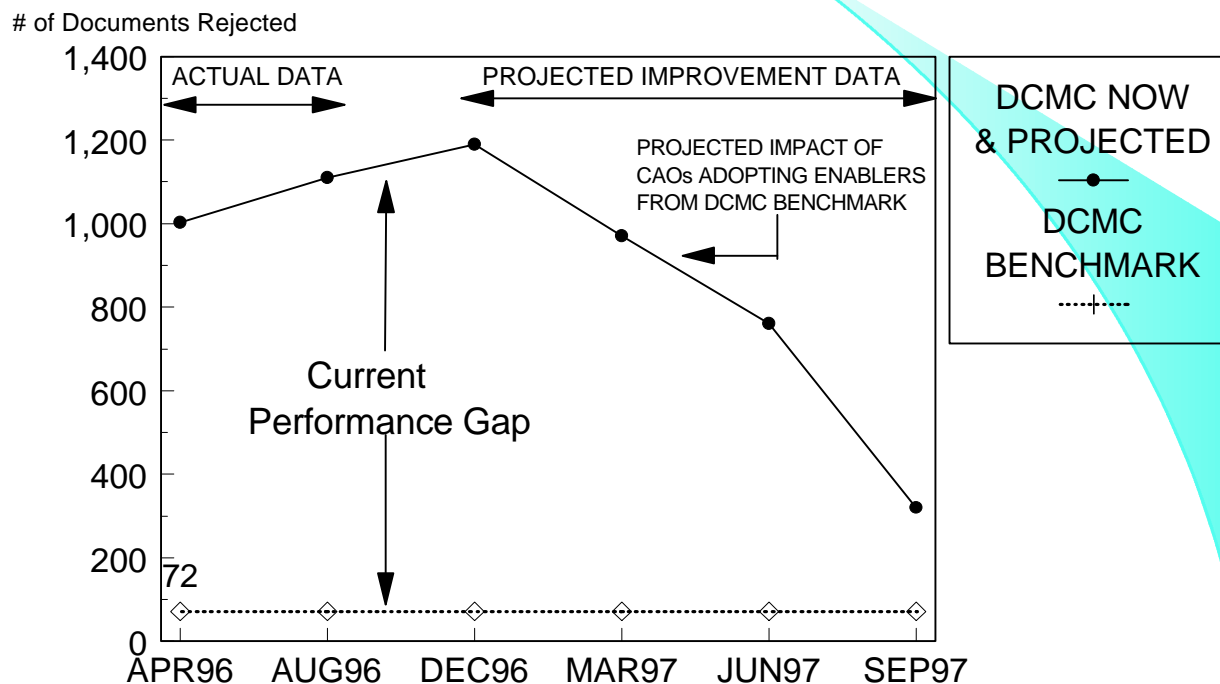 # of Documents Rejected
1,400
1,200
1,000
800
600
400
200
0
ACTUAL DATA
PROJECTED IMPROVEMENT DATA
PROJECTED IMPACT OF
CAOs ADOPTING ENABLERS
FROM DCMC BENCHMARK
Current
Performance Gap
72
APR96 AUG96 DEC96 MAR97 JUN97 SEP97
DCMC NOW
& PROJECTED
DCMC
BENCHMARK